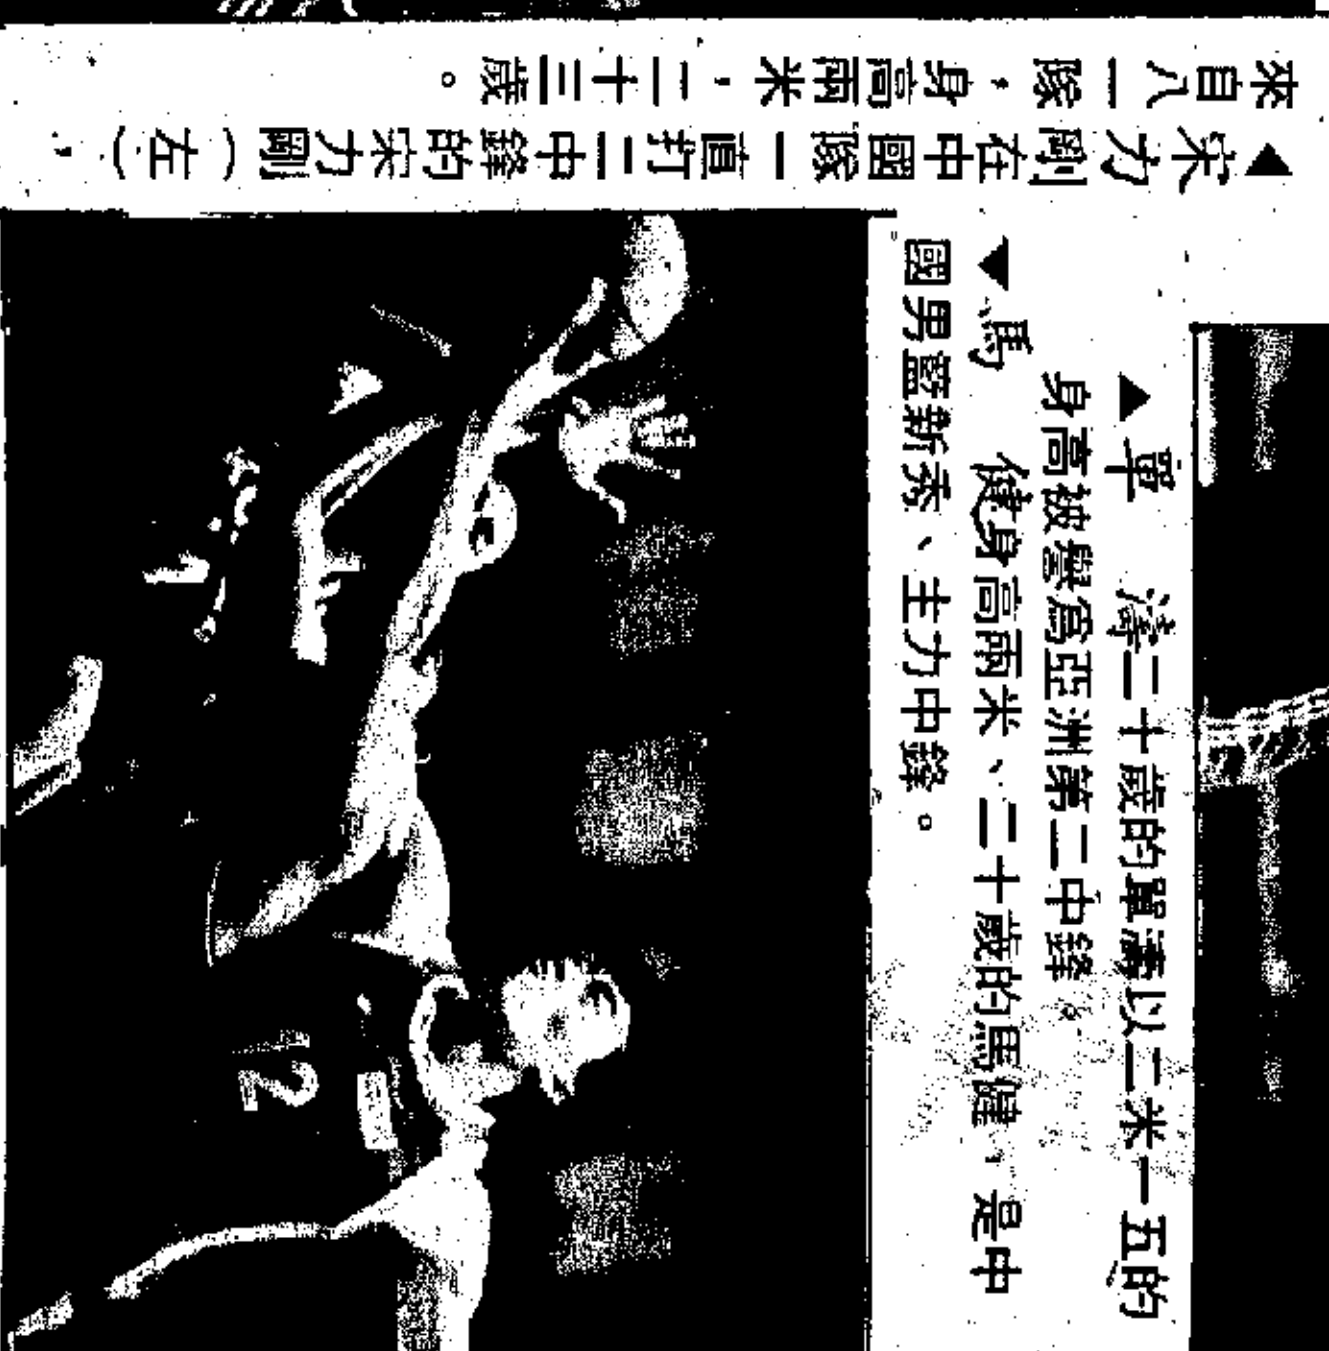 ▲單　濤二十歲的單濤以二米一五的
身高被譽爲亞洲第二中鋒。
▼馬　健身高兩米、二十歲的馬健，是中
國男籃新秀、主力中鋒。
▲宋力剛在中國隊一直打二中鋒的宋力剛（左），
來自八一隊，身高兩米，二十三歲。
12